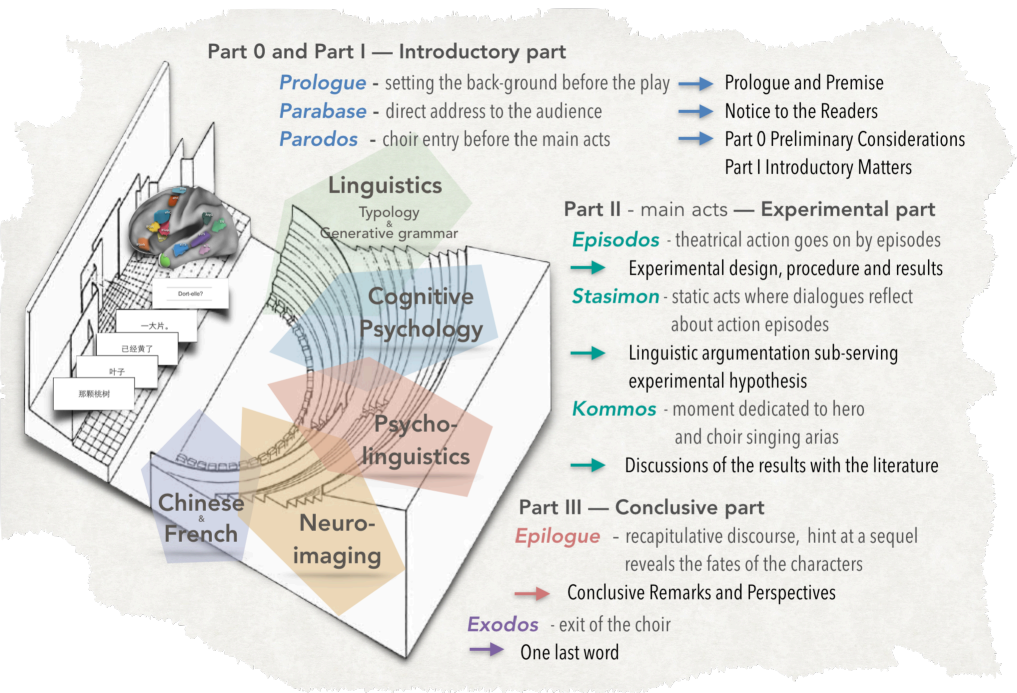 Part 0 and Part I — Introductory part
Prologue - setting the back-ground before the play
Prologue and Premise
Parabase - direct address to the audience
Notice to the Readers
Parodos - choir entry before the main acts
Part 0 Preliminary Considerations
Part I Introductory Matters
Linguistics
Typology
&
Generative grammar
Cognitive
Psychology
Psycho-
linguistics
Neuro-
imaging
Chinese
&
French
Dort-elle?
一大片。
已经黄了
叶子
那颗桃树
Part II - main acts — Experimental part
Episodos - theatrical action goes on by episodes
Experimental design, procedure and results
Stasimon - static acts where dialogues reflect
about action episodes
Linguistic argumentation sub-serving
experimental hypothesis
Kommos - moment dedicated to hero
and choir singing arias
Discussions of the results with the literature
Part III — Conclusive part
Epilogue - recapitulative discourse, hint at a sequel
reveals the fates of the characters
Conclusive Remarks and Perspectives
Exodos - exit of the choir
One last word